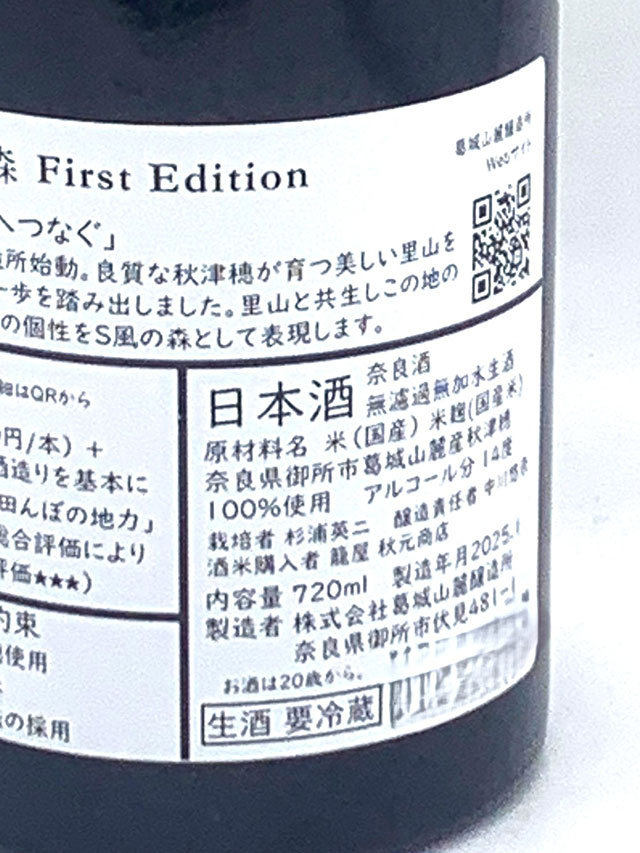 森 First Edition
葛城山麓醸造所
Webサイト
へつなぐ」
所始動。良質な秋津穂が育つ美しい里山を
一歩を踏み出しました。里山と共生しこの地の
の個性をS風の森として表現します。
細はQRから
円/本)+
酒造りを基本に
田んぼの地力」
総合評価により
評価★★★)
約束
使用
の採用
日本酒
奈良酒
無濾過無加水生酒
原材料名 米(国産)米麹(国産米)
奈良県御所市葛城山麓産秋津穂
100%使用 アルコール分 14度
栽培者 杉浦英二 醸造責任者 中川悠奈
酒米購入者 籠屋 秋元商店
内容量 720ml 製造年月2025.1
製造者 株式会社葛城山麓醸造所
奈良県御所市伏見481-1
お酒は20歳から。
生酒 要冷蔵